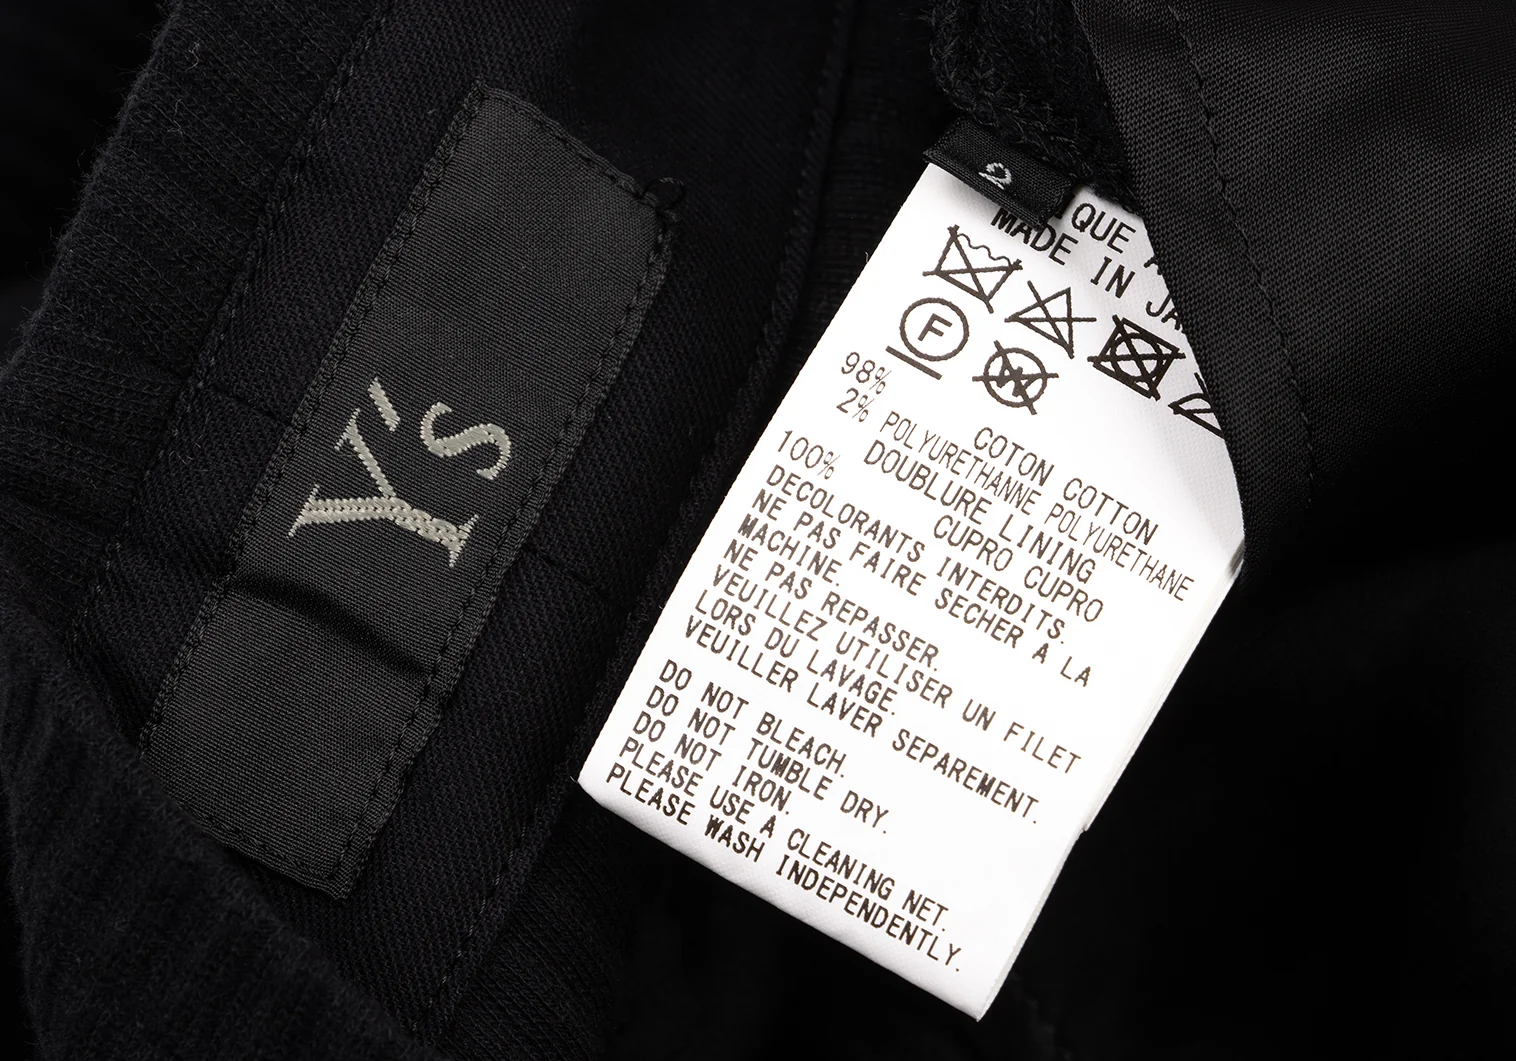 Y's
2
IQUE
MADE IN JA
F
W
98% COTON COTTON
2% POLYURETHANNE POLYURETHANE
DOUBLURE LINING
100% CUPRO CUPRO
DECOLORANTS INTERDITS.
NE PAS FAIRE SECHER A LA
MACHINE.
NE PAS REPASSER.
VEUILLEZ UTILISER UN FILET
LORS DU LAVAGE.
VEUILLER LAVER SEPAREMENT.
DO NOT BLEACH.
DO NOT TUMBLE DRY.
DO NOT IRON.
PLEASE USE A CLEANING NET.
PLEASE WASH INDEPENDENTLY.